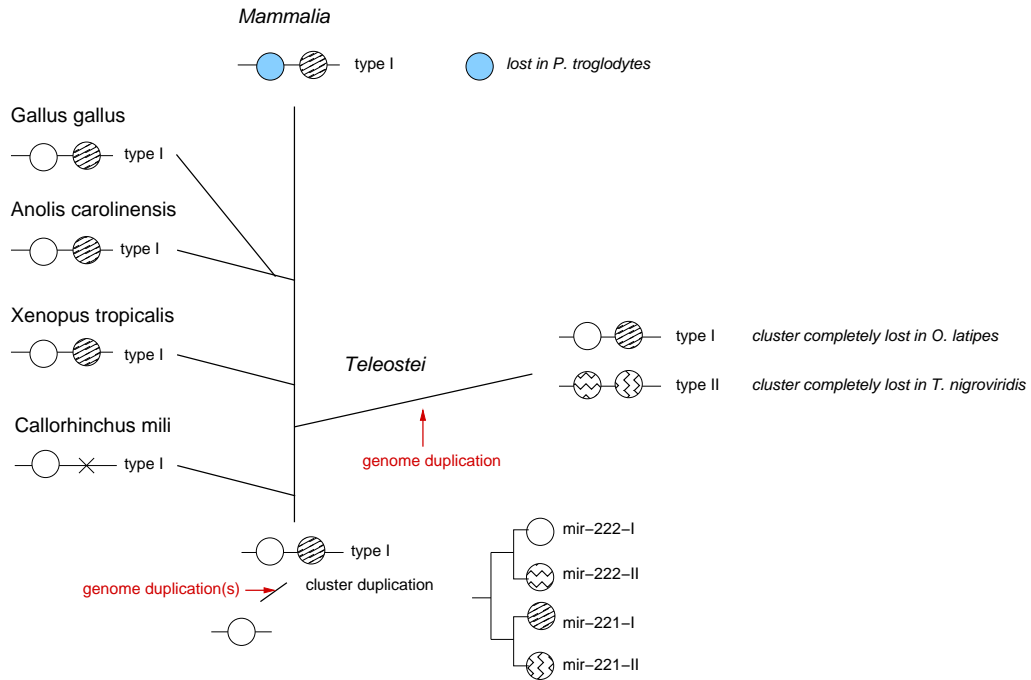 Mammalia
type I
lost in P. troglodytes
Gallus gallus
type I
Anolis carolinensis
type I
Xenopus tropicalis
type I
Teleostei
type I
cluster completely lost in O. latipes
type II
cluster completely lost in T. nigroviridis
Callorhinchus mili
type I
genome duplication
type I
genome duplication(s)
cluster duplication
mir−222−I
mir−222−II
mir−221−I
mir−221−II